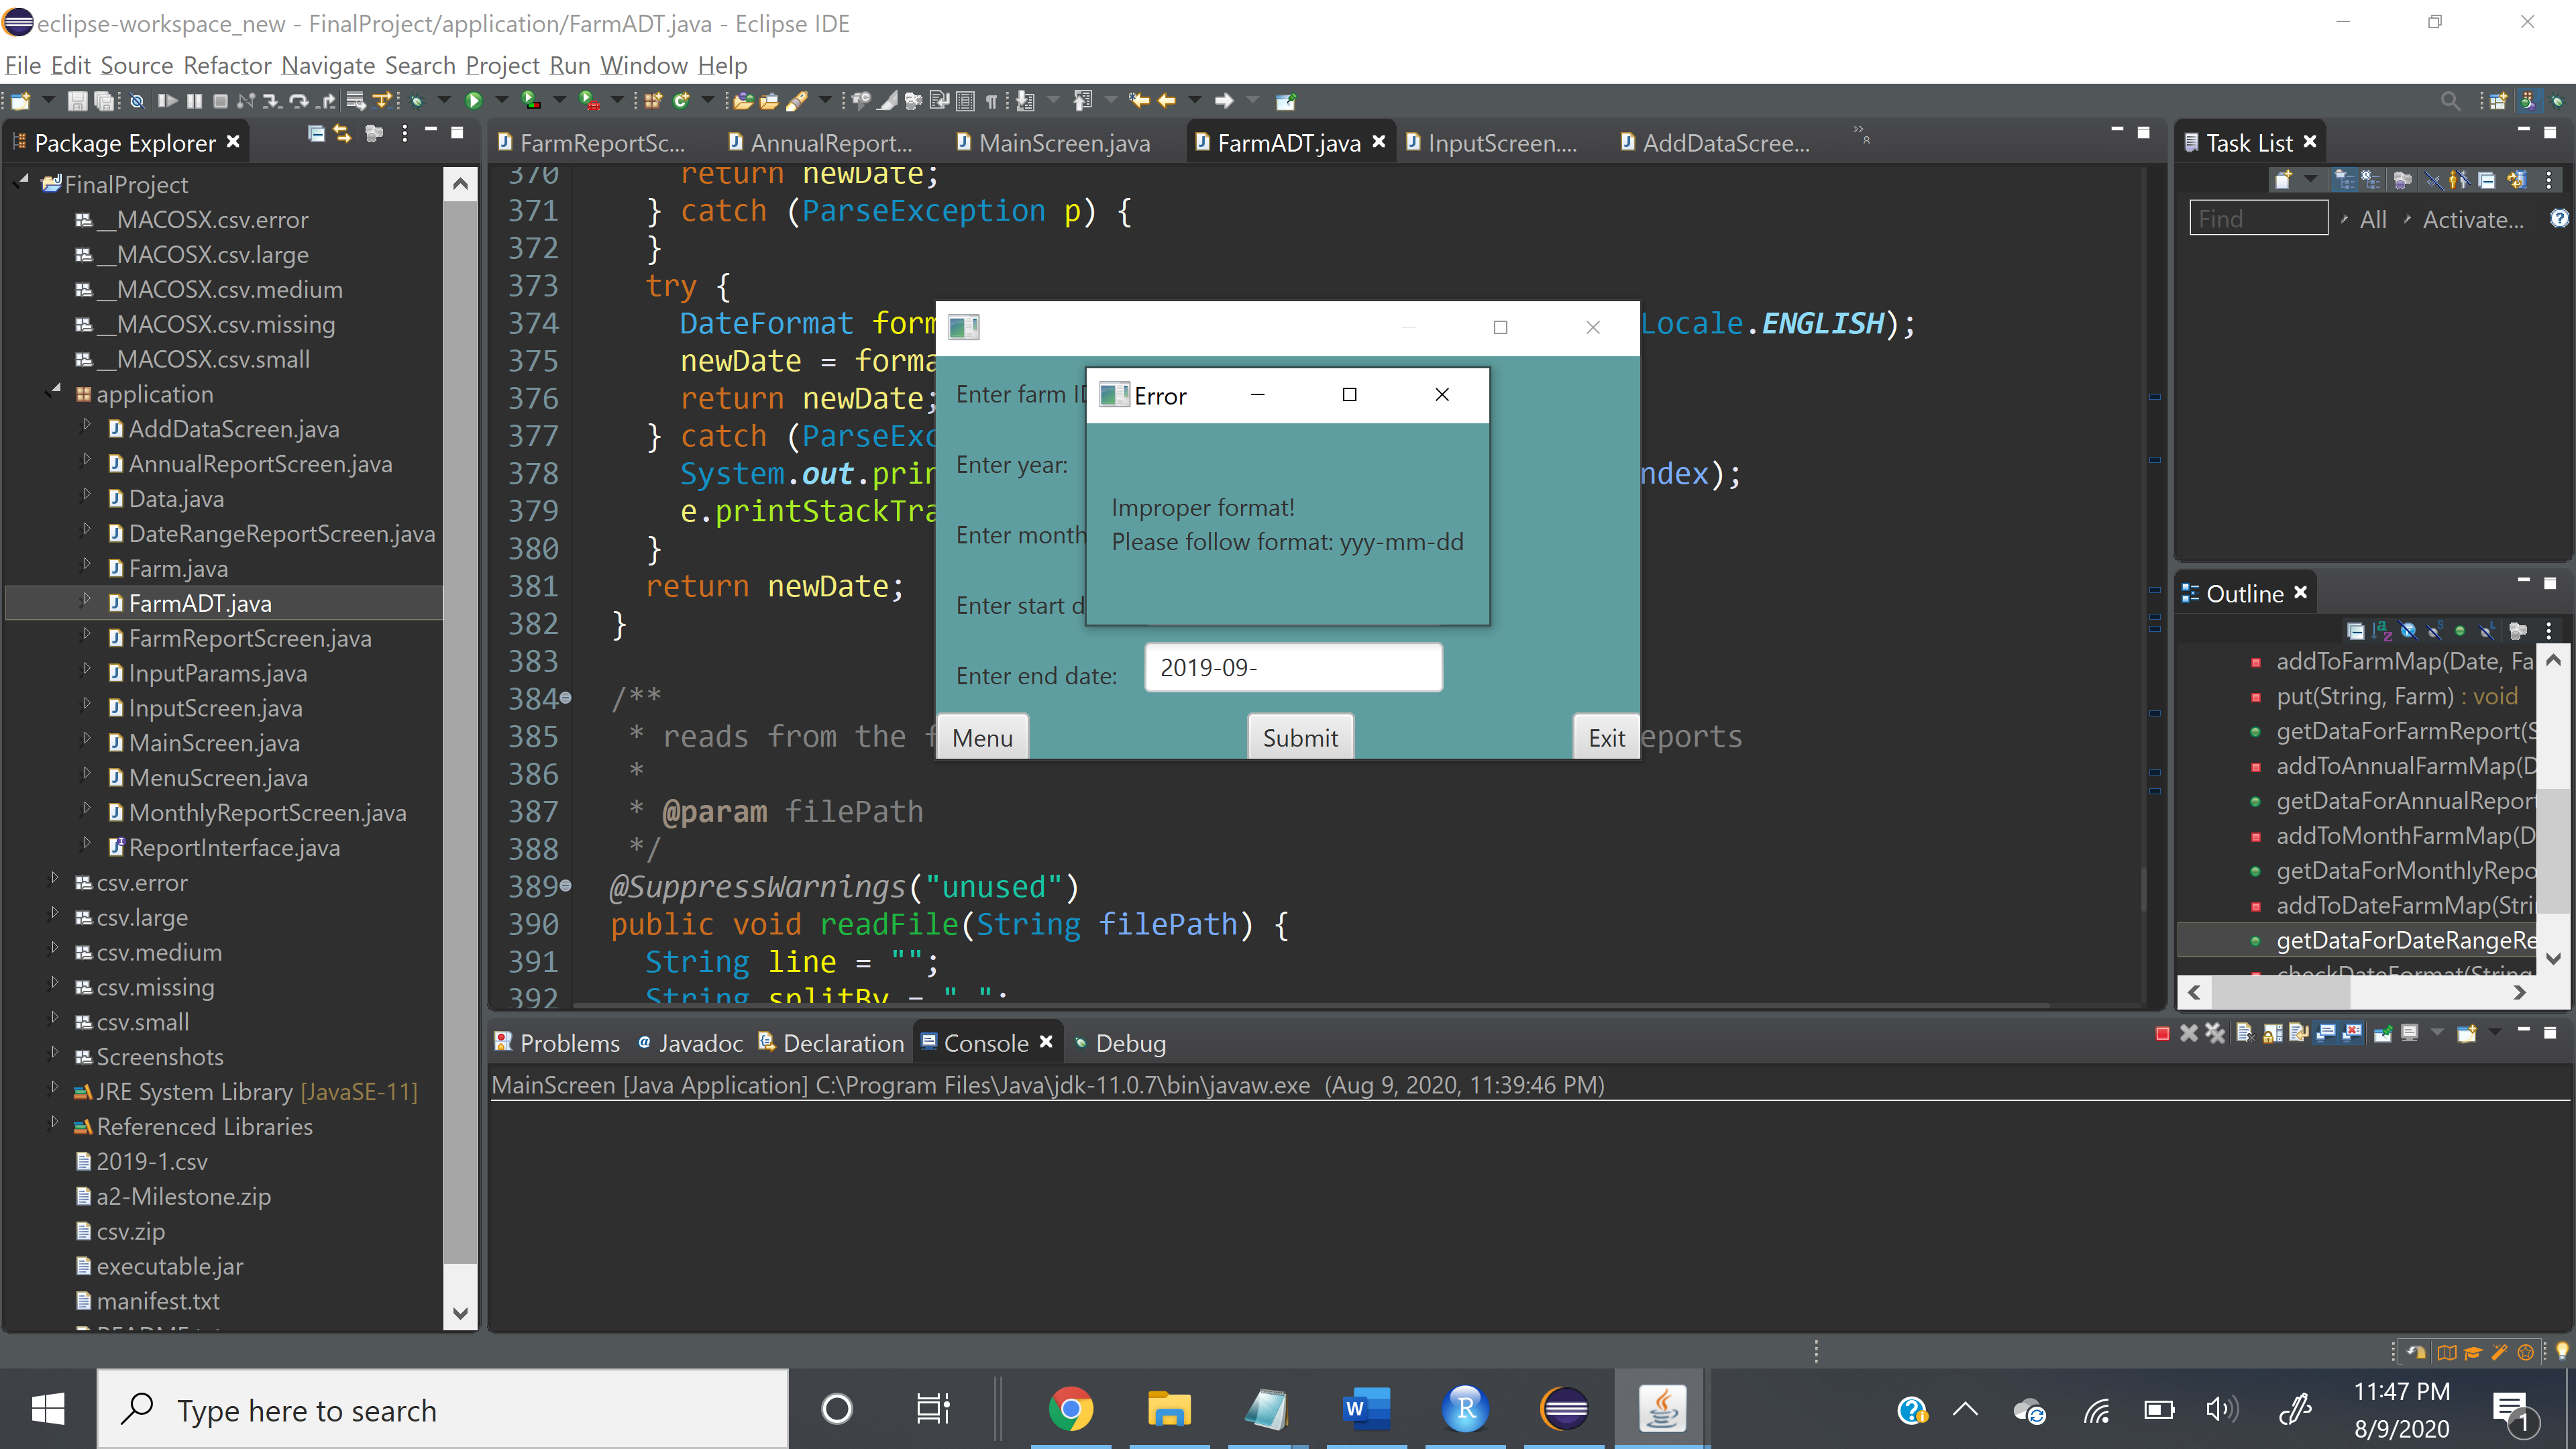 eclipse-workspace_new - FinalProject/application/FarmADT.java - Eclipse IDE
File Edit Source Refactor Navigate Search Project Run Window Help
Package Explorer
FinalProject
__MACOSX.csv.error
__MACOSX.csv.large
__MACOSX.csv.medium
__MACOSX.csv.missing
__MACOSX.csv.small
application
AddDataScreen.java
AnnualReportScreen.java
Data.java
DateRangeReportScreen.java
Farm.java
FarmADT.java
FarmReportScreen.java
InputParams.java
InputScreen.java
MainScreen.java
MenuScreen.java
MonthlyReportScreen.java
ReportInterface.java
csv.error
csv.large
csv.medium
csv.missing
csv.small
Screenshots
JRE System Library [JavaSE-11]
Referenced Libraries
2019-1.csv
a2-Milestone.zip
csv.zip
executable.jar
manifest.txt
FarmReportSc... AnnualReport... MainScreen.java FarmADT.java InputScreen.... AddDataScree... »8
370 return newDate;
371 } catch (ParseException p) {
372 }
373 try {
374 DateFormat form Locale.ENGLISH);
375 newDate = forma
376 return newDate;
377 } catch (ParseExc
378 System.out.prin ndex);
379 e.printStackTra
380 }
381 return newDate;
382 }
383
384 /**
385 * reads from the f eports
386 *
387 * @param filePath
388 */
389 @SuppressWarnings("unused")
390 public void readFile(String filePath) {
391 String line = "";
392 String splitBy = " ";
Enter farm ID
Enter year:
Enter month
Enter start d
Enter end date: 2019-09-
Menu Submit Exit
Error
Improper format!
Please follow format: yyy-mm-dd
Task List
Find All Activate...
Outline
addToFarmMap(Date, Fa
put(String, Farm) : void
getDataForFarmReport(S
addToAnnualFarmMap(D
getDataForAnnualReport
addToMonthFarmMap(D
getDataForMonthlyRepo
addToDateFarmMap(Stri
getDataForDateRangeRe
checkDateFormat(String
Problems Javadoc Declaration Console Debug
MainScreen [Java Application] C:\Program Files\Java\jdk-11.0.7\bin\javaw.exe (Aug 9, 2020, 11:39:46 PM)
Type here to search
11:47 PM
8/9/2020
1